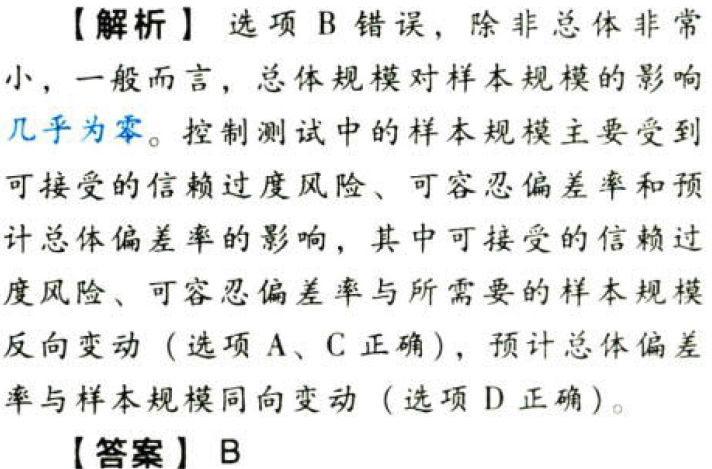 【解析】 选项 B 错误，除非总体非常
小，一般而言，总体规模对样本规模的影响
几乎为零。控制测试中的样本规模主要受到
可接受的信赖过度风险、可容忍偏差率和预
计总体偏差率的影响，其中可接受的信赖过
度风险、可容忍偏差率与所需要的样本规模
反向变动（选项 A、C 正确），预计总体偏差
率与样本规模同向变动（选项 D 正确）。
【答案】 B